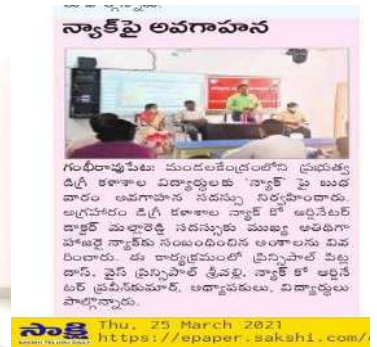 న్యాక్‌పై అవగాహన
గంభీరావుపేట: మండలకేంద్రంలోని ప్రభుత్వ
డిగ్రీ కళాశాల విద్యార్థులకు 'న్యాక్' పై బుధ
వారం అవగాహన సదస్సు నిర్వహించారు.
అగ్రహారం డిగ్రీ కళాశాల న్యాక్ కో ఆర్డినేటర్
డాక్టర్ మల్లారెడ్డి సదస్సుకు ముఖ్య అతిథిగా
హాజరై న్యాక్‌కు సంబంధించిన అంశాలను వివ
రించారు. ఈ కార్యక్రమంలో ప్రిన్సిపాల్ పిట్ల
దాస్, వైస్ ప్రిన్సిపాల్ శ్రీవల్లి, న్యాక్ కో ఆర్డినే
టర్ ప్రవీన్‌కుమార్, అధ్యాపకులు, విద్యార్థులు
పాల్గొన్నారు.
సాక్షి Thu, 25 March 2021
https://epaper.sakshi.com/